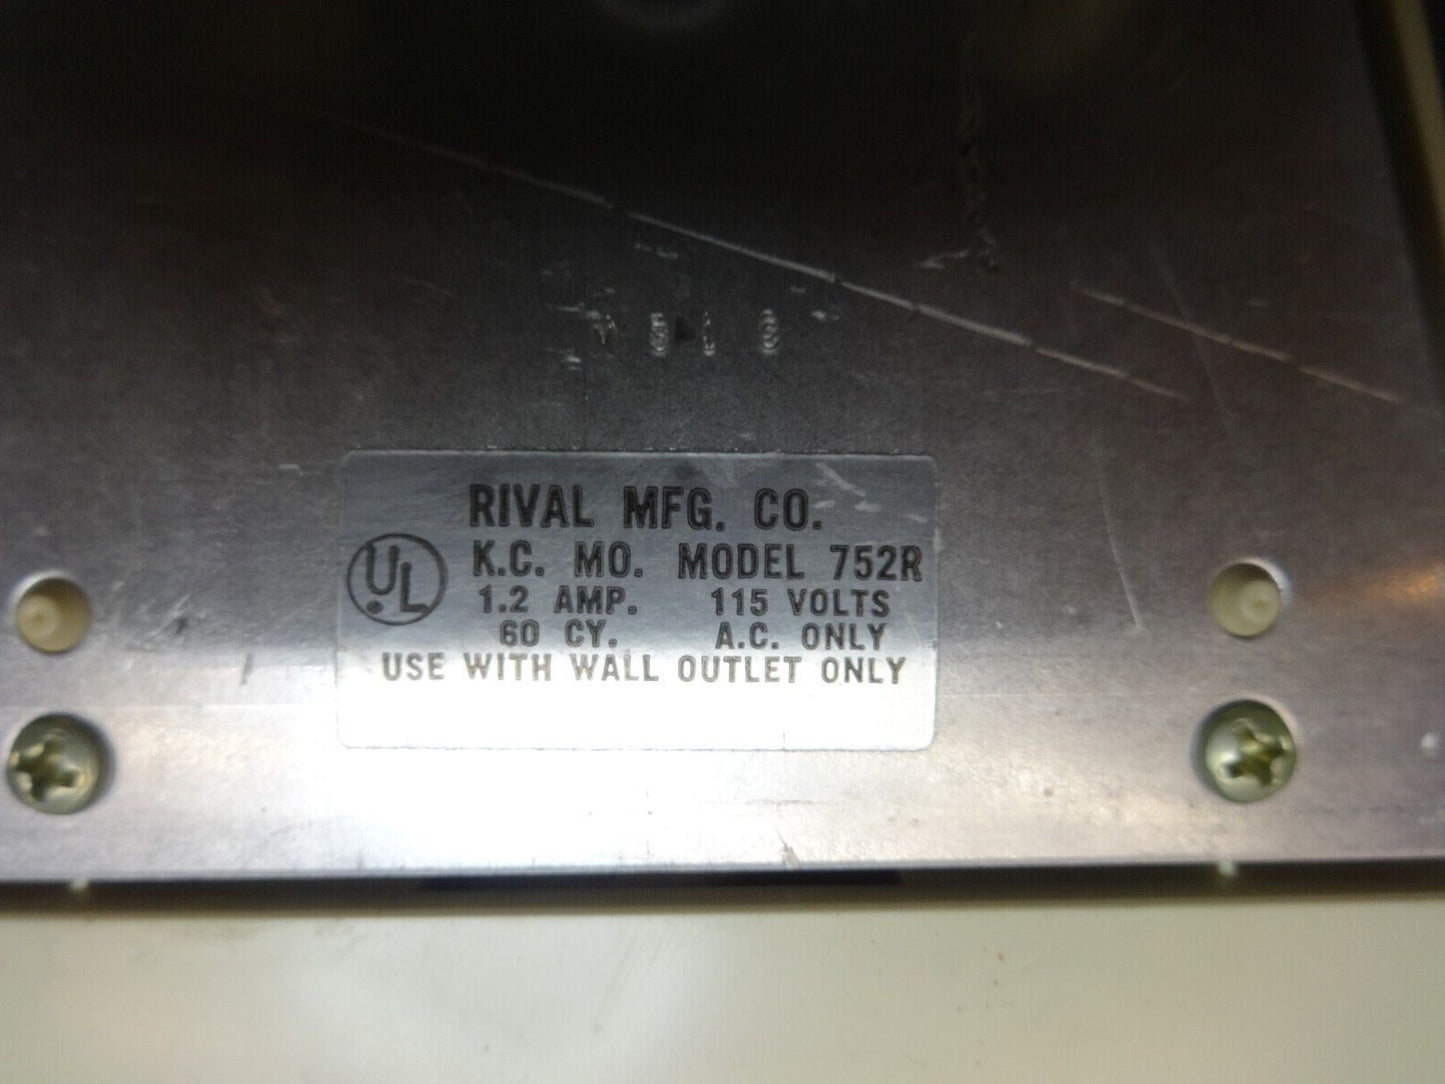 RIVAL MFG. CO.
UL K.C. MO. MODEL 752R
1.2 AMP. 115 VOLTS
60 CY. A.C. ONLY
USE WITH WALL OUTLET ONLY